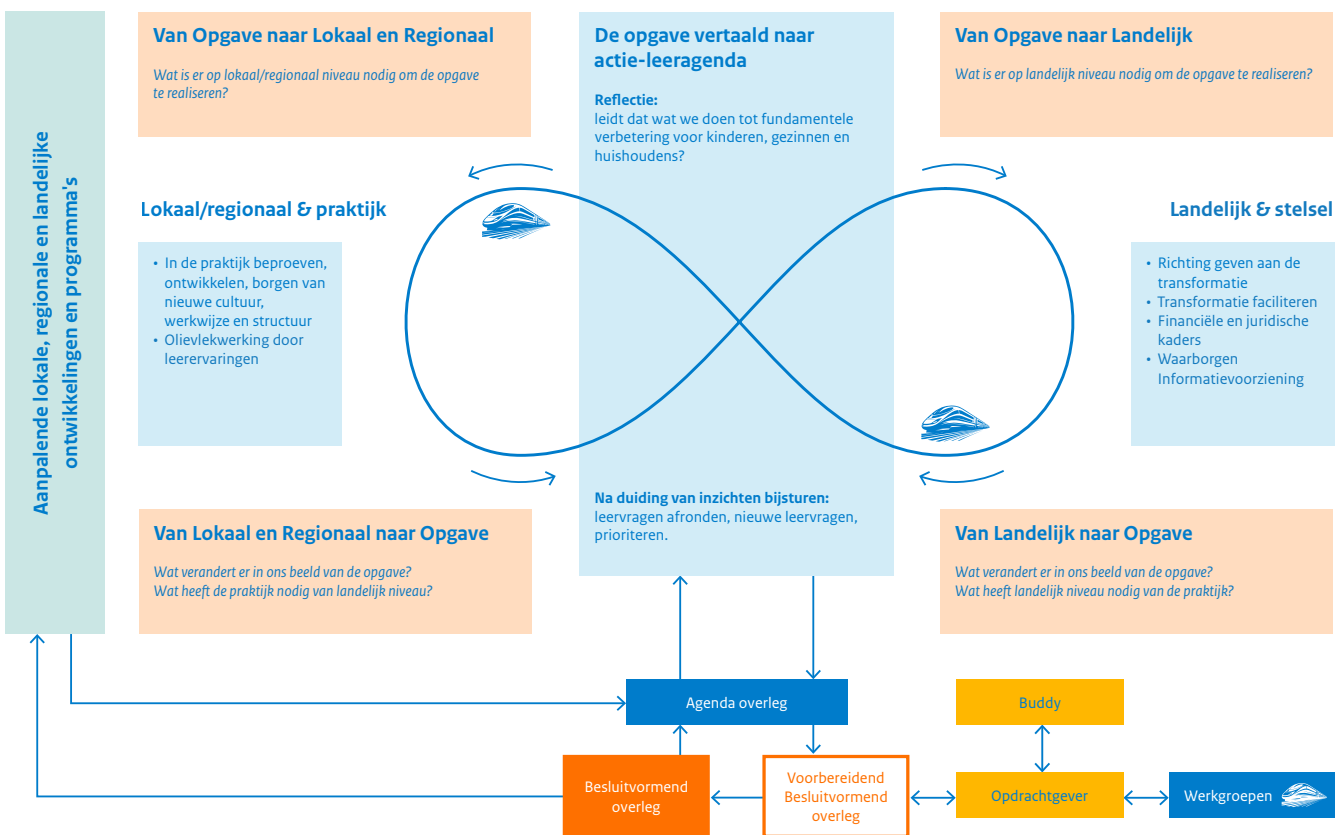 Aanpalende lokale, regionale en landelijke
ontwikkelingen en programma's
Van Opgave naar Lokaal en Regionaal
Wat is er op lokaal/regionaal niveau nodig om de opgave
te realiseren?
De opgave vertaald naar
actie-leeragenda
Reflectie:
leidt dat wat we doen tot fundamentele
verbetering voor kinderen, gezinnen en
huishoudens?
Van Opgave naar Landelijk
Wat is er op landelijk niveau nodig om de opgave te realiseren?
Lokaal/regionaal & praktijk
• In de praktijk beproeven,
ontwikkelen, borgen van
nieuwe cultuur,
werkwijze en structuur
• Olievlekwerking door
leerervaringen
Landelijk & stelsel
• Richting geven aan de
transformatie
• Transformatie faciliteren
• Financiële en juridische
kaders
• Waarborgen
Informatievoorziening
Na duiding van inzichten bijsturen:
leervragen afronden, nieuwe leervragen,
prioriteren.
Van Lokaal en Regionaal naar Opgave
Wat verandert er in ons beeld van de opgave?
Wat heeft de praktijk nodig van landelijk niveau?
Van Landelijk naar Opgave
Wat verandert er in ons beeld van de opgave?
Wat heeft landelijk niveau nodig van de praktijk?
Agenda overleg
Buddy
Besluitvormend
overleg
Voorbereidend
Besluitvormend
overleg
Opdrachtgever
Werkgroepen